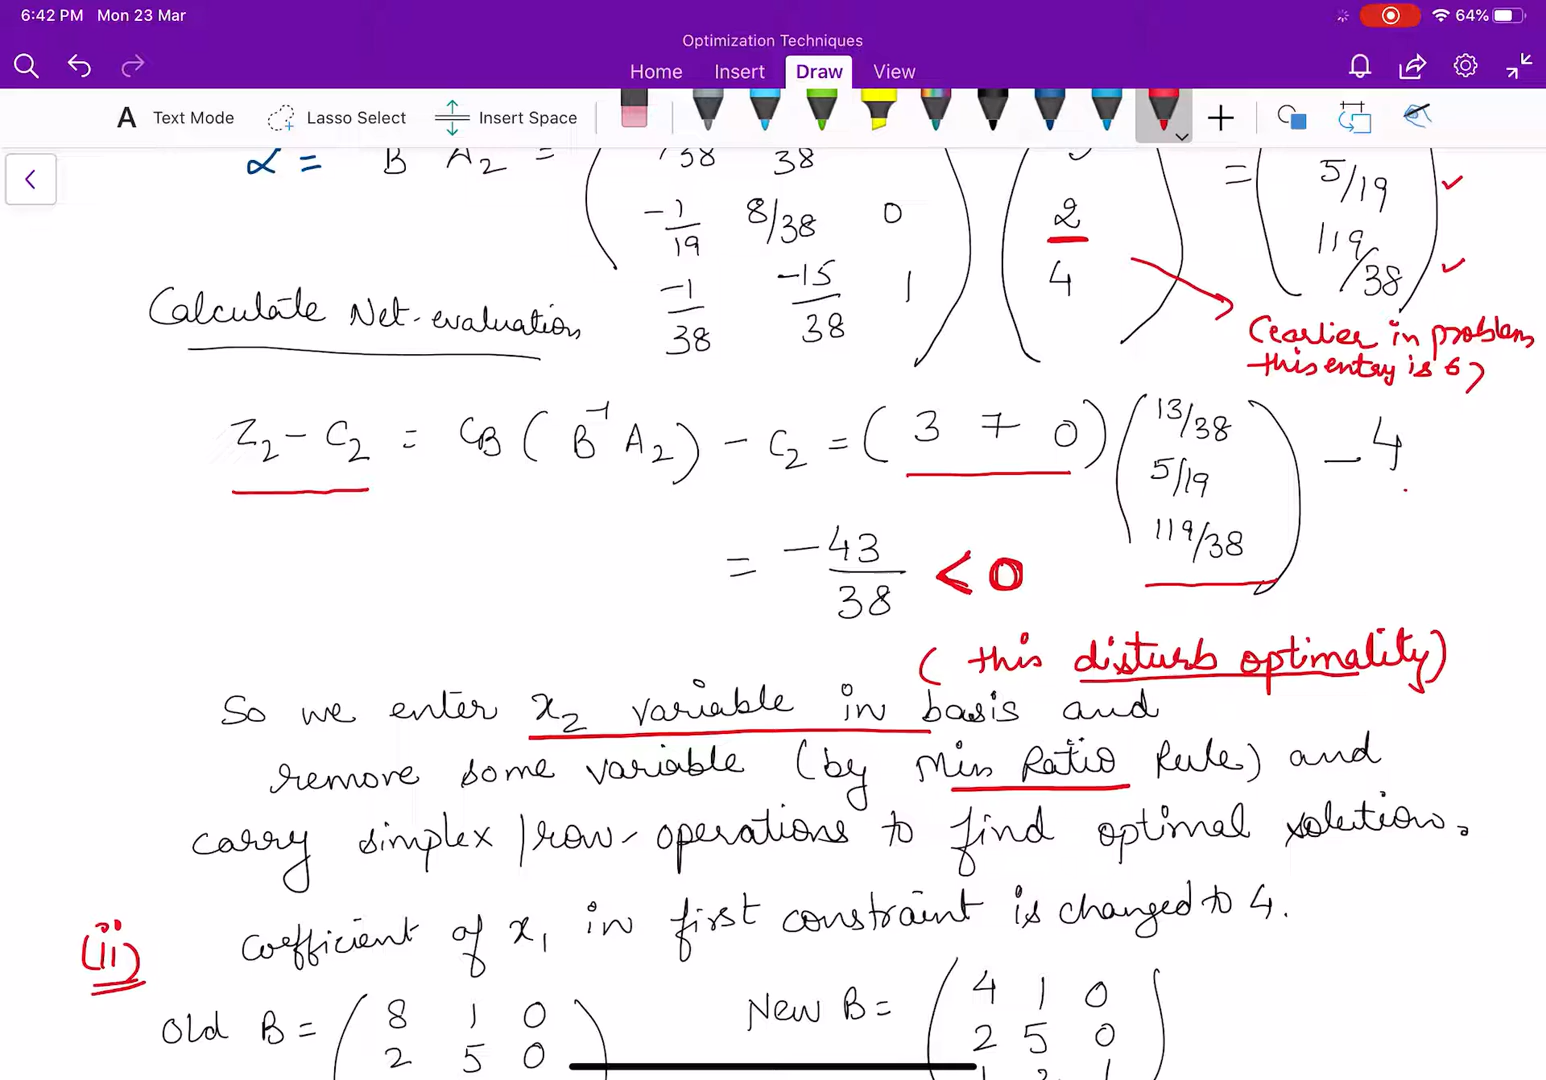 6:42 PM Mon 23 Mar 64%
Optimization Techniques
Home Insert Draw View
A Text Mode Lasso Select Insert Space
α = B A₂ = /38 38 = 5/19
-1/19 8/38 0 2 119/38
-1/38 -15/38 1 4
Calculate Net-evaluation
(earlier in problem
this entry is 6)
Z₂ - C₂ = C_B ( B⁻¹ A₂ ) - C₂ = ( 3 7 0 ) ( 13/38 5/19 119/38 ) - 4
= -43/38 < 0
( this disturb optimality)
So we enter x₂ variable in basis and
remove some variable (by Min Ratio Rule) and
carry simplex /row-operations to find optimal solution.
(ii) Coefficient of x₁ in first constraint is changed to 4.
Old B = ( 8 1 0 New B = ( 4 1 0
2 5 0 2 5 0